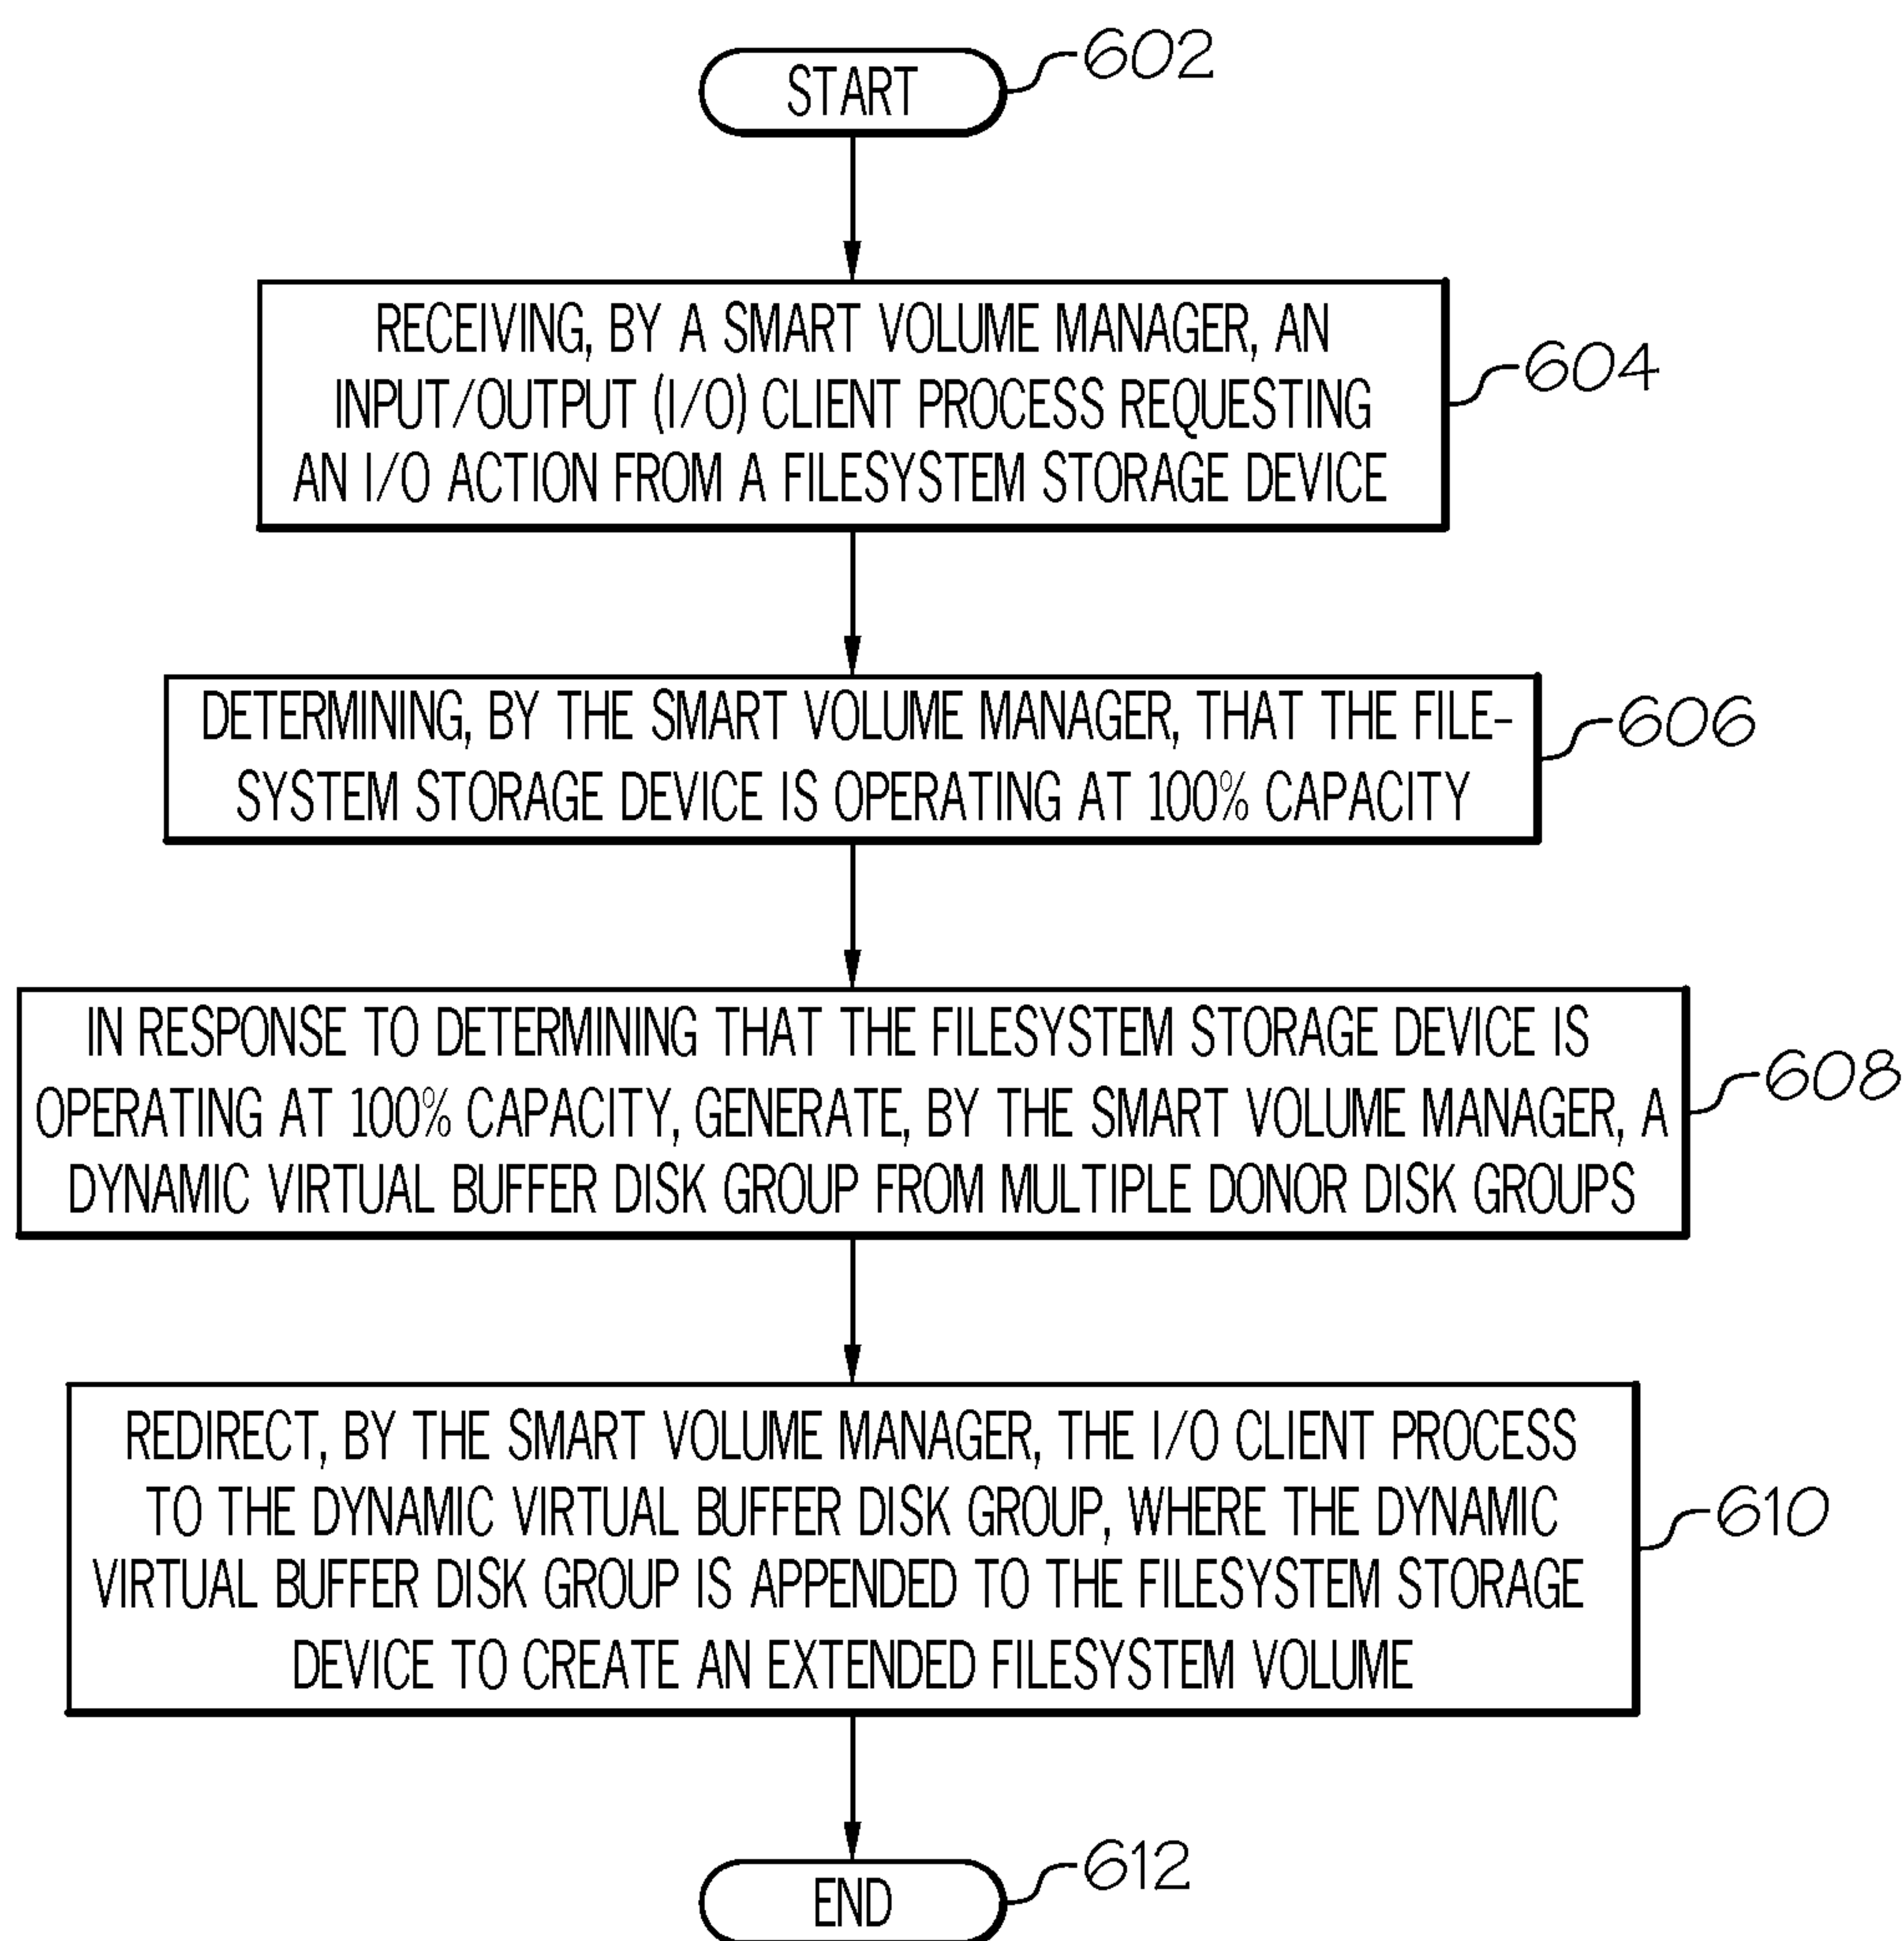 START
602
RECEIVING, BY A SMART VOLUME MANAGER, AN
INPUT/OUTPUT (I/O) CLIENT PROCESS REQUESTING
AN I/O ACTION FROM A FILESYSTEM STORAGE DEVICE
604
DETERMINING, BY THE SMART VOLUME MANAGER, THAT THE FILE-
SYSTEM STORAGE DEVICE IS OPERATING AT 100% CAPACITY
606
IN RESPONSE TO DETERMINING THAT THE FILESYSTEM STORAGE DEVICE IS
OPERATING AT 100% CAPACITY, GENERATE, BY THE SMART VOLUME MANAGER, A
DYNAMIC VIRTUAL BUFFER DISK GROUP FROM MULTIPLE DONOR DISK GROUPS
608
REDIRECT, BY THE SMART VOLUME MANAGER, THE I/O CLIENT PROCESS
TO THE DYNAMIC VIRTUAL BUFFER DISK GROUP, WHERE THE DYNAMIC
VIRTUAL BUFFER DISK GROUP IS APPENDED TO THE FILESYSTEM STORAGE
DEVICE TO CREATE AN EXTENDED FILESYSTEM VOLUME
610
END
612